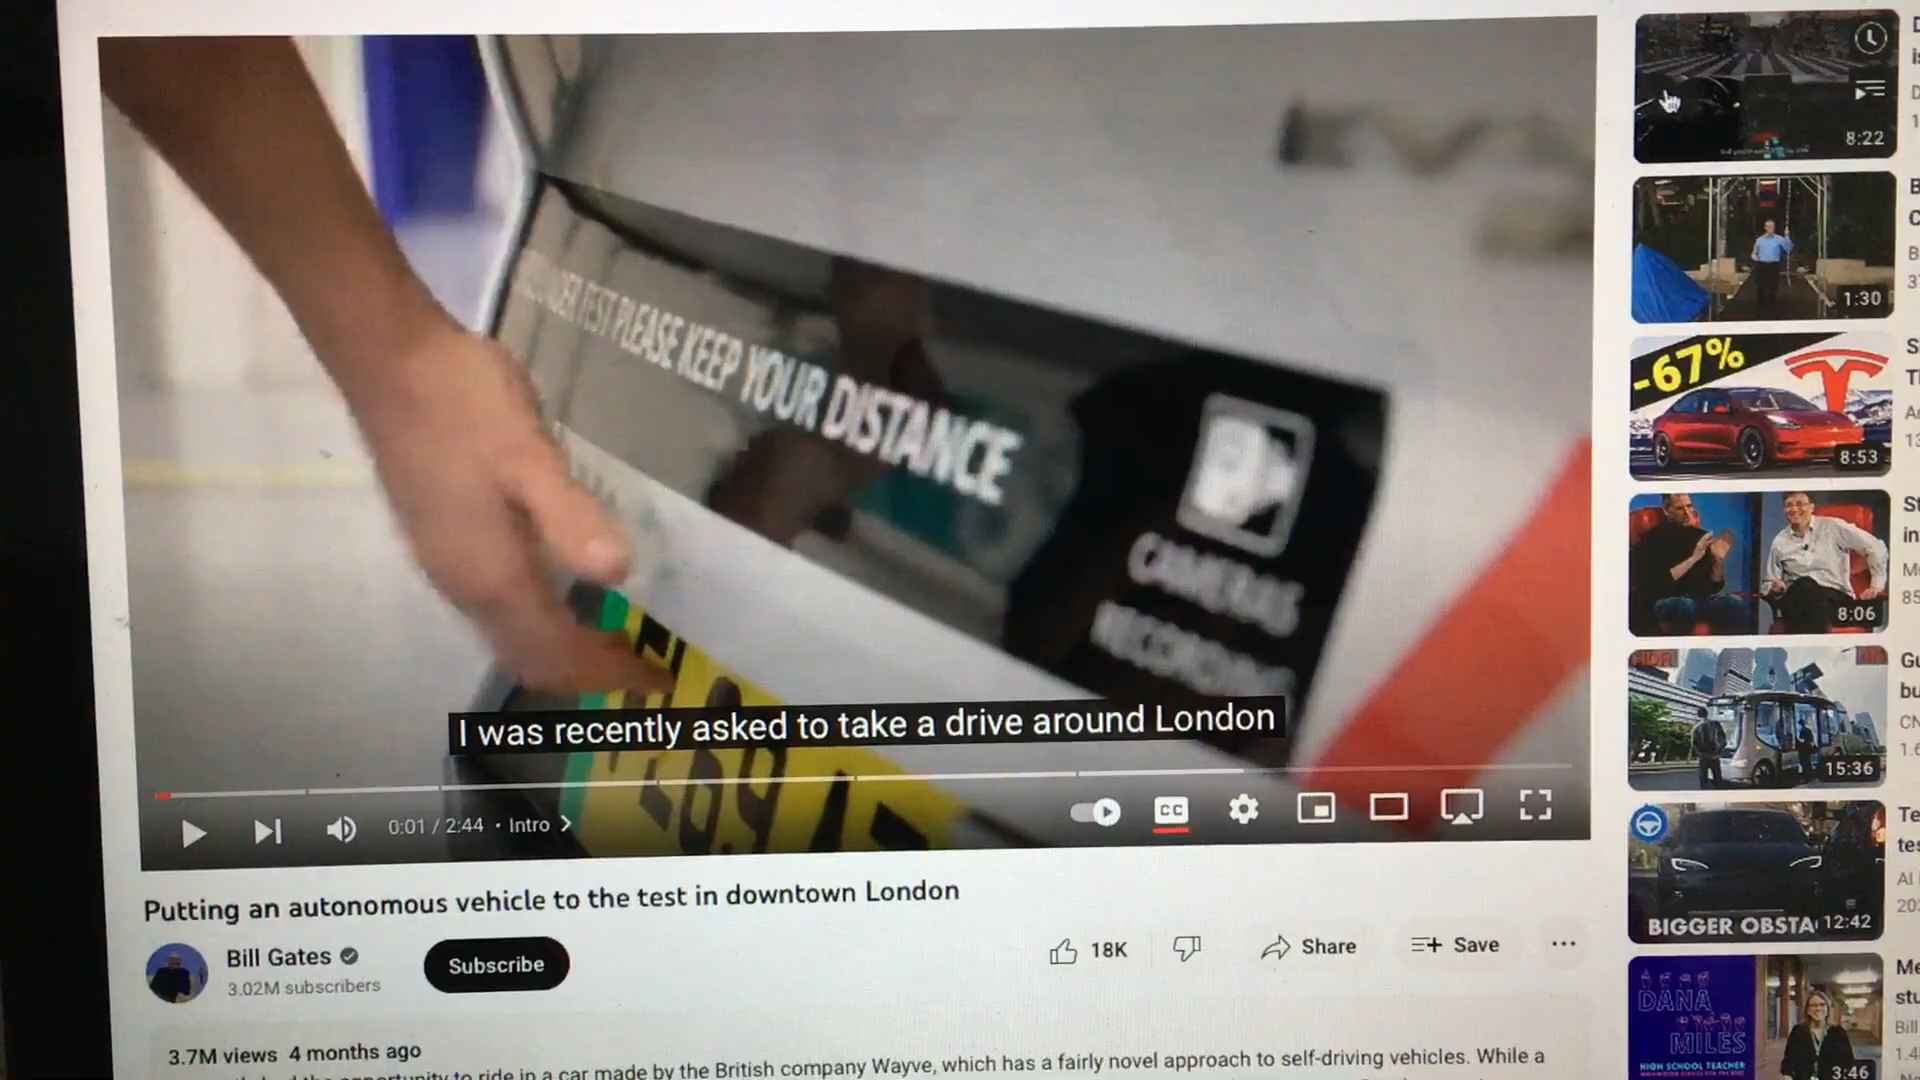 UNDER TEST PLEASE KEEP YOUR DISTANCE
CAMERAS
RECORDING
I was recently asked to take a drive around London
0:01 / 2:44 • Intro >
CC
Putting an autonomous vehicle to the test in downtown London
Bill Gates
3.02M subscribers
Subscribe
18K
Share
Save
3.7M views 4 months ago
to ride in a car made by the British company Wayve, which has a fairly novel approach to self-driving vehicles. While a
8:22
1:30
-67%
8:53
8:06
15:36
BIGGER OBSTA
12:42
DANA
MILES
HIGH SCHOOL TEACHER
3:46